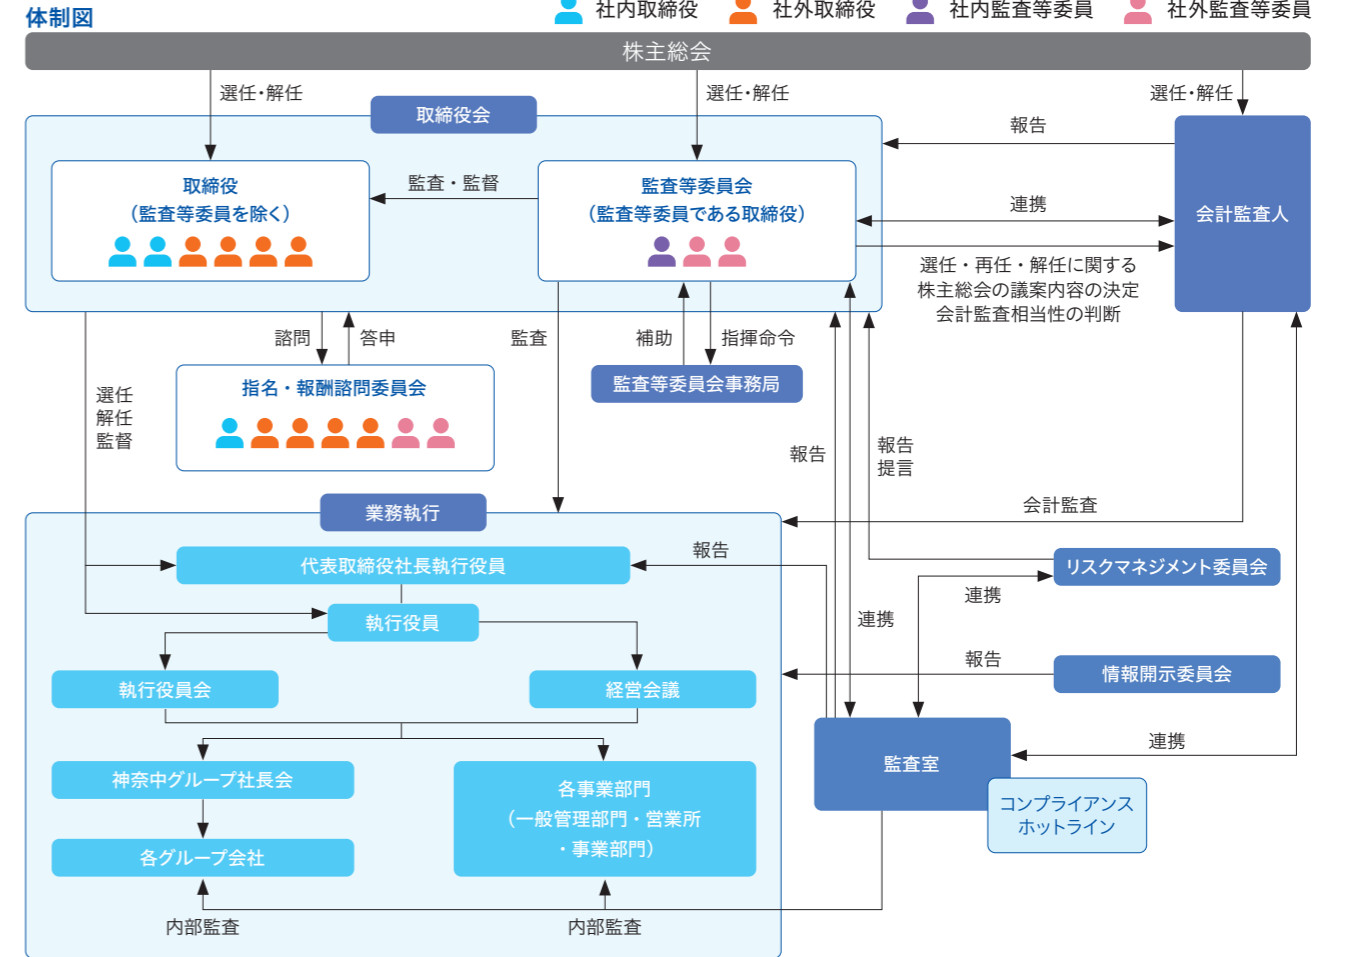 体制図
社内取締役
社外取締役
社内監査等委員
社外監査等委員
株主総会
選任・解任
選任・解任
選任・解任
取締役会
報告
取締役
（監査等委員を除く）
監査・監督
監査等委員会
（監査等委員である取締役）
連携
会計監査人
選任・再任・解任に関する
株主総会の議案内容の決定
会計監査相当性の判断
諮問
答申
監査
補助
指揮命令
指名・報酬諮問委員会
監査等委員会事務局
選任
解任
監督
報告
報告
提言
業務執行
会計監査
代表取締役社長執行役員
報告
リスクマネジメント委員会
連携
執行役員
連携
執行役員会
経営会議
報告
情報開示委員会
神奈中グループ社長会
各事業部門
（一般管理部門・営業所
・事業部門）
監査室
連携
コンプライアンス
ホットライン
各グループ会社
内部監査
内部監査